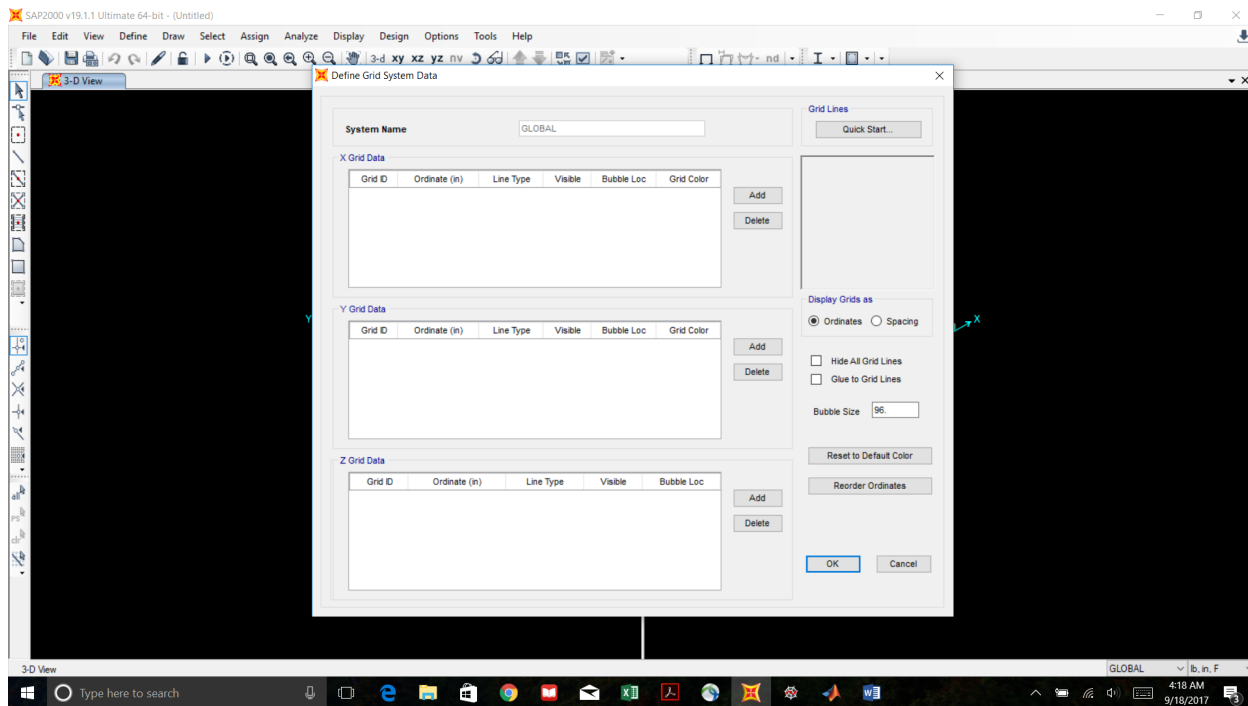 SAP2000 v19.1.1 Ultimate 64-bit - (Untitled)
File Edit View Define Draw Select Assign Analyze Display Design Options Tools Help
3-d xy xz yz nv nd
3-D View
Define Grid System Data
System Name GLOBAL
Grid Lines
Quick Start...
X Grid Data
Grid ID Ordinate (in) Line Type Visible Bubble Loc Grid Color
Add
Delete
Y Grid Data
Grid ID Ordinate (in) Line Type Visible Bubble Loc Grid Color
Add
Delete
Z Grid Data
Grid ID Ordinate (in) Line Type Visible Bubble Loc
Add
Delete
Display Grids as
Ordinates Spacing
Hide All Grid Lines
Glue to Grid Lines
Bubble Size 96.
Reset to Default Color
Reorder Ordinates
OK Cancel
Y
X
all
PS
clr
3-D View
GLOBAL lb, in, F
Type here to search
4:18 AM
9/18/2017
3